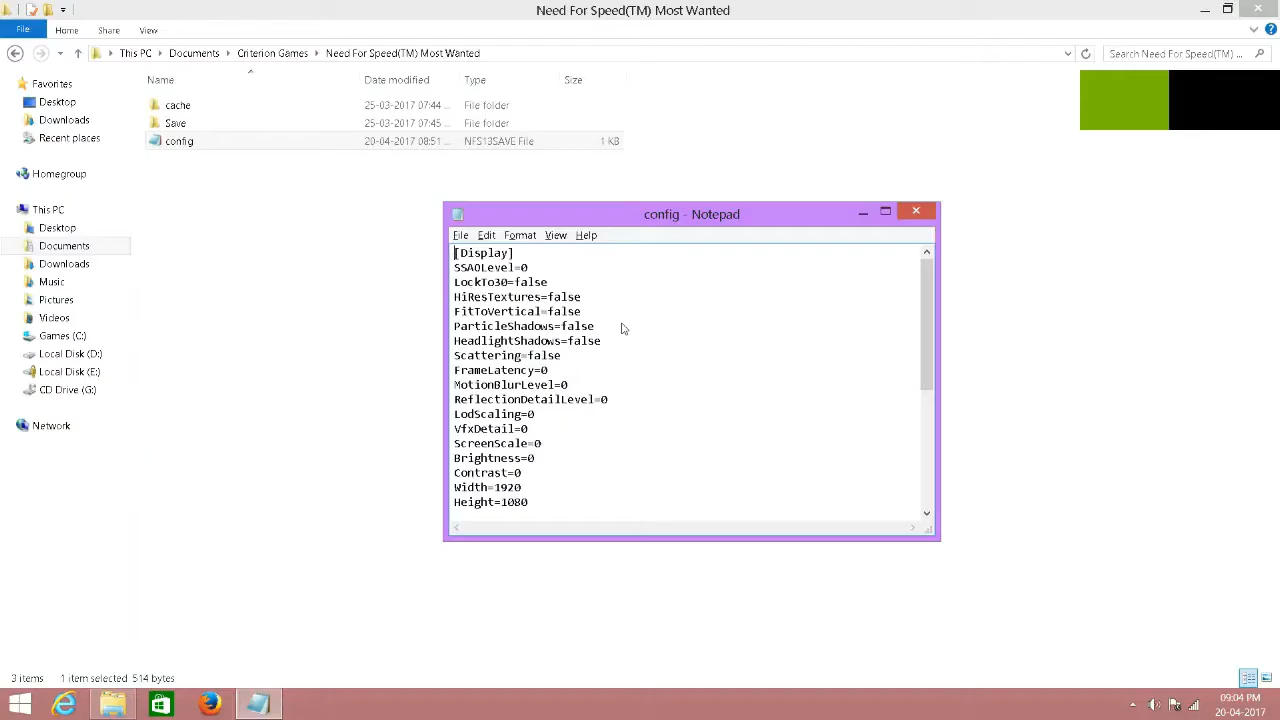 Need For Speed(TM) Most Wanted
File Home Share View
This PC Documents Criterion Games Need For Speed(TM) Most Wanted
Search Need For Speed(TM) ...
Name Date modified Type Size
cache 25-03-2017 07:44 ... File folder
Save 25-03-2017 07:45 ... File folder
config 20-04-2017 08:51 ... NFS13SAVE File 1 KB
Favorites
Desktop
Downloads
Recent places
Homegroup
This PC
Desktop
Documents
Downloads
Music
Pictures
Videos
Games (C:)
Local Disk (D:)
Local Disk (E:)
CD Drive (G:)
Network
config - Notepad
File Edit Format View Help
[Display]
SSAOLevel=0
LockTo30=false
HiResTextures=false
FitToVertical=false
ParticleShadows=false
HeadlightShadows=false
Scattering=false
FrameLatency=0
MotionBlurLevel=0
ReflectionDetailLevel=0
LodScaling=0
VfxDetail=0
ScreenScale=0
Brightness=0
Contrast=0
Width=1920
Height=1080
3 items 1 item selected 514 bytes
09:04 PM
20-04-2017